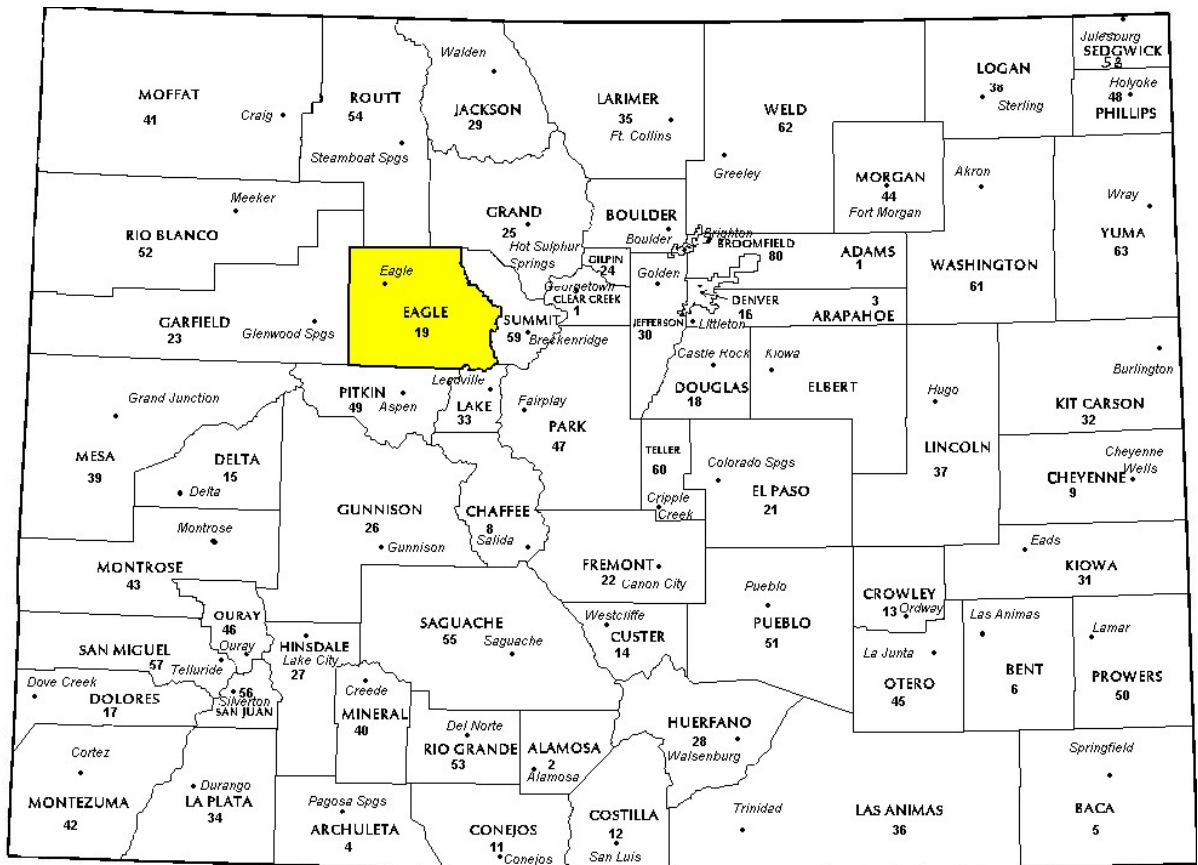 Walden
JACKSON
29
MOFFAT
41
Craig
ROUTT
54
Steamboat Spgs
LARIMER
35
Ft. Collins
WELD
62
Greeley
LOGAN
38
Sterling
Julesburg
SEDGWICK
58
Holyoke
48
PHILLIPS
Meeker
RIO BLANCO
52
GRAND
25
Hot Sulphur
Springs
BOULDER
Boulder
Brighton
BROOMFIELD
80
MORGAN
44
Fort Morgan
Akron
WASHINGTON
61
Wray
YUMA
63
ADAMS
1
GILPIN
24
Golden
Georgetown
CLEAR CREEK
1
JEFFERSON
30
DENVER
16
Littleton
3
ARAPAHOE
Eagle
EAGLE
19
SUMMIT
59
Breckenridge
GARFIELD
23
Glenwood Spgs
Castle Rock
DOUGLAS
18
Kiowa
ELBERT
Hugo
LINCOLN
37
Burlington
KIT CARSON
32
Grand Junction
MESA
39
PITKIN
49
Aspen
Leadville
LAKE
33
Fairplay
PARK
47
TELLER
60
Cripple
Creek
Colorado Spgs
EL PASO
21
Cheyenne
Wells
CHEYENNE
9
DELTA
15
Delta
GUNNISON
26
Gunnison
CHAFFEE
8
Salida
Montrose
MONTROSE
43
FREMONT
22
Canon City
Eads
KIOWA
31
OURAY
46
Ouray
HINSDALE
Lake City
27
SAGUACHE
55
Saguache
Westcliffe
CUSTER
14
Pueblo
PUEBLO
51
CROWLEY
13
Ordway
Las Animas
BENT
6
Lamar
PROWERS
50
SAN MIGUEL
57
Telluride
La Junta
OTERO
45
Dove Creek
DOLORES
17
56
Silverton
SAN JUAN
Creede
MINERAL
40
Del Norte
RIO GRANDE
53
ALAMOSA
2
Alamosa
HUERFANO
28
Walsenburg
Cortez
MONTEZUMA
42
Durango
LA PLATA
34
Pagosa Spgs
ARCHULETA
4
CONEJOS
11
Conejos
COSTILLA
12
San Luis
Trinidad
LAS ANIMAS
36
Springfield
BACA
5